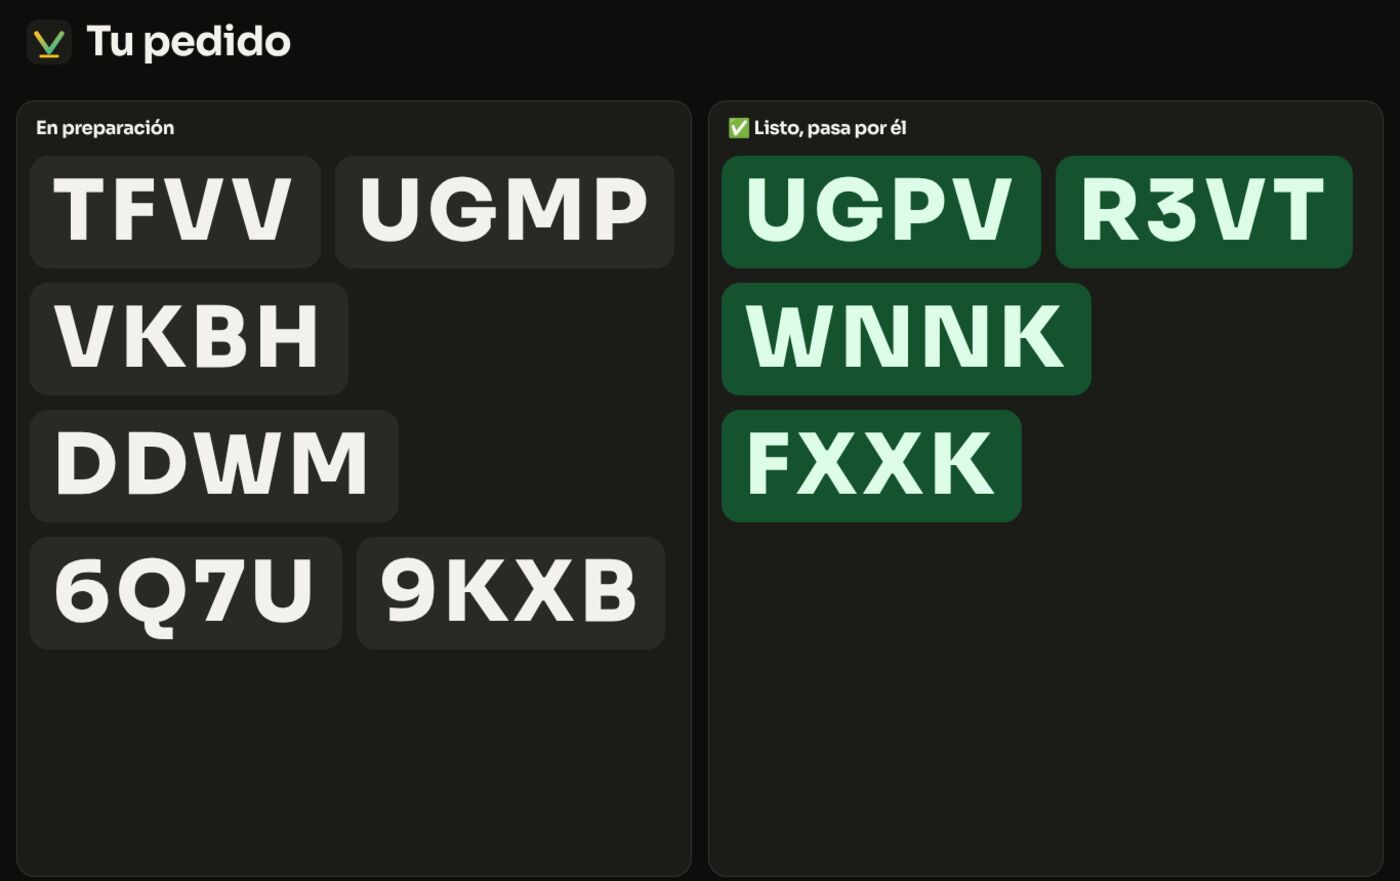 Tu pedido
En preparación
TFVV UGMP
VKBH
DDWM
6Q7U 9KXB
✅ Listo, pasa por él
UGPV R3VT
WNNK
FXXK